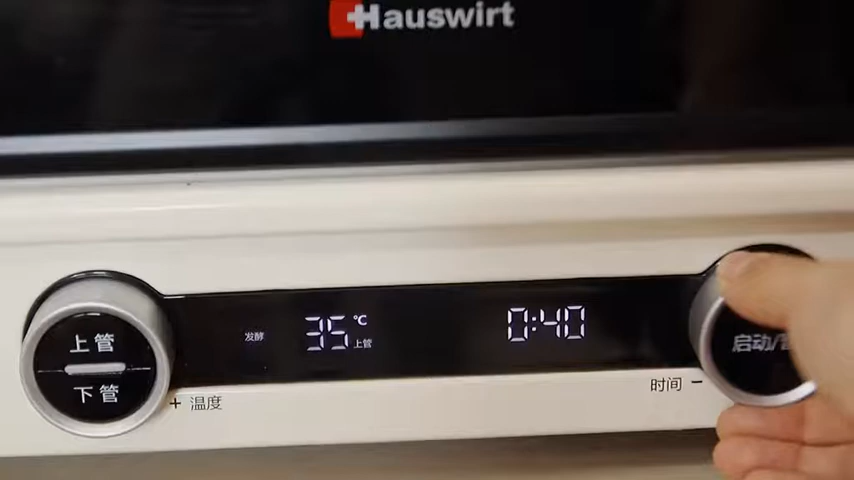 Hauswirt
上管
下管
发酵
35 ℃
上管
0:40
启动/
+ 温度
时间 −